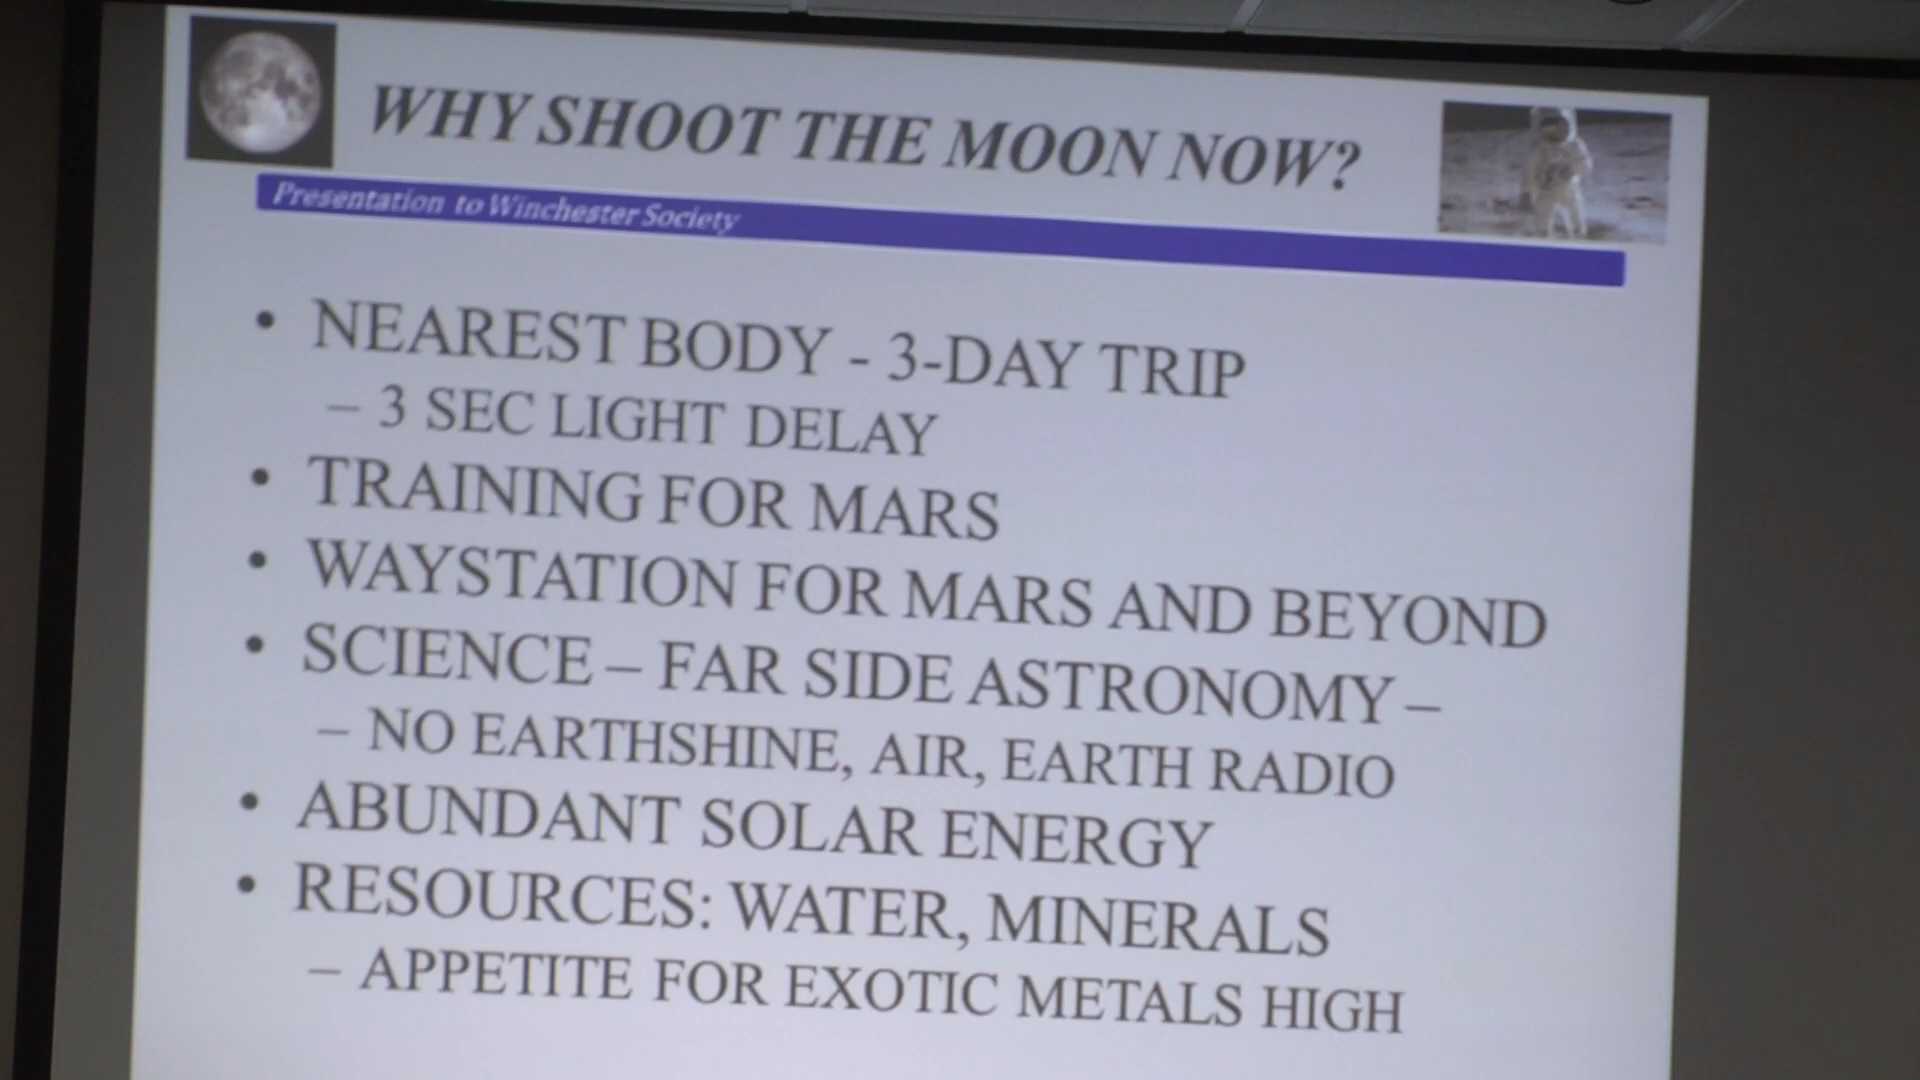 WHY SHOOT THE MOON NOW?
Presentation to Winchester Society
• NEAREST BODY - 3-DAY TRIP
– 3 SEC LIGHT DELAY
• TRAINING FOR MARS
• WAYSTATION FOR MARS AND BEYOND
• SCIENCE – FAR SIDE ASTRONOMY –
– NO EARTHSHINE, AIR, EARTH RADIO
• ABUNDANT SOLAR ENERGY
• RESOURCES: WATER, MINERALS
– APPETITE FOR EXOTIC METALS HIGH